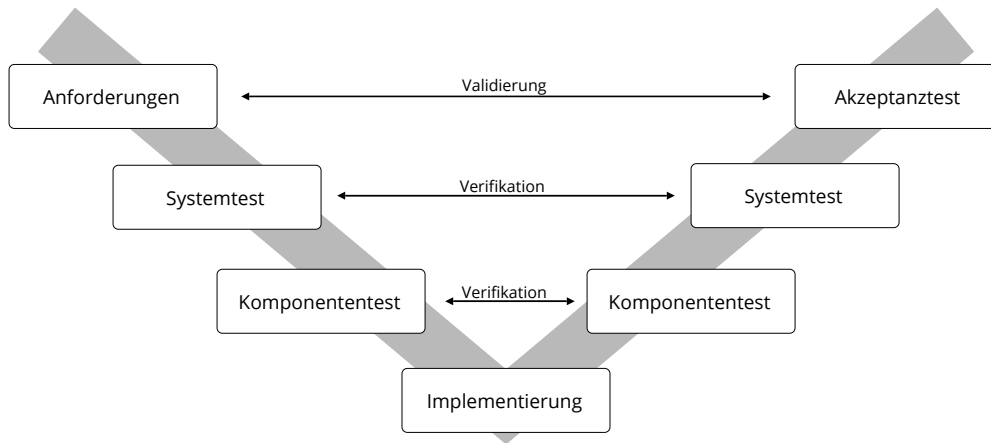 Validierung
Anforderungen
Akzeptanztest
Verifikation
Systemtest
Systemtest
Verifikation
Komponententest
Komponententest
Implementierung